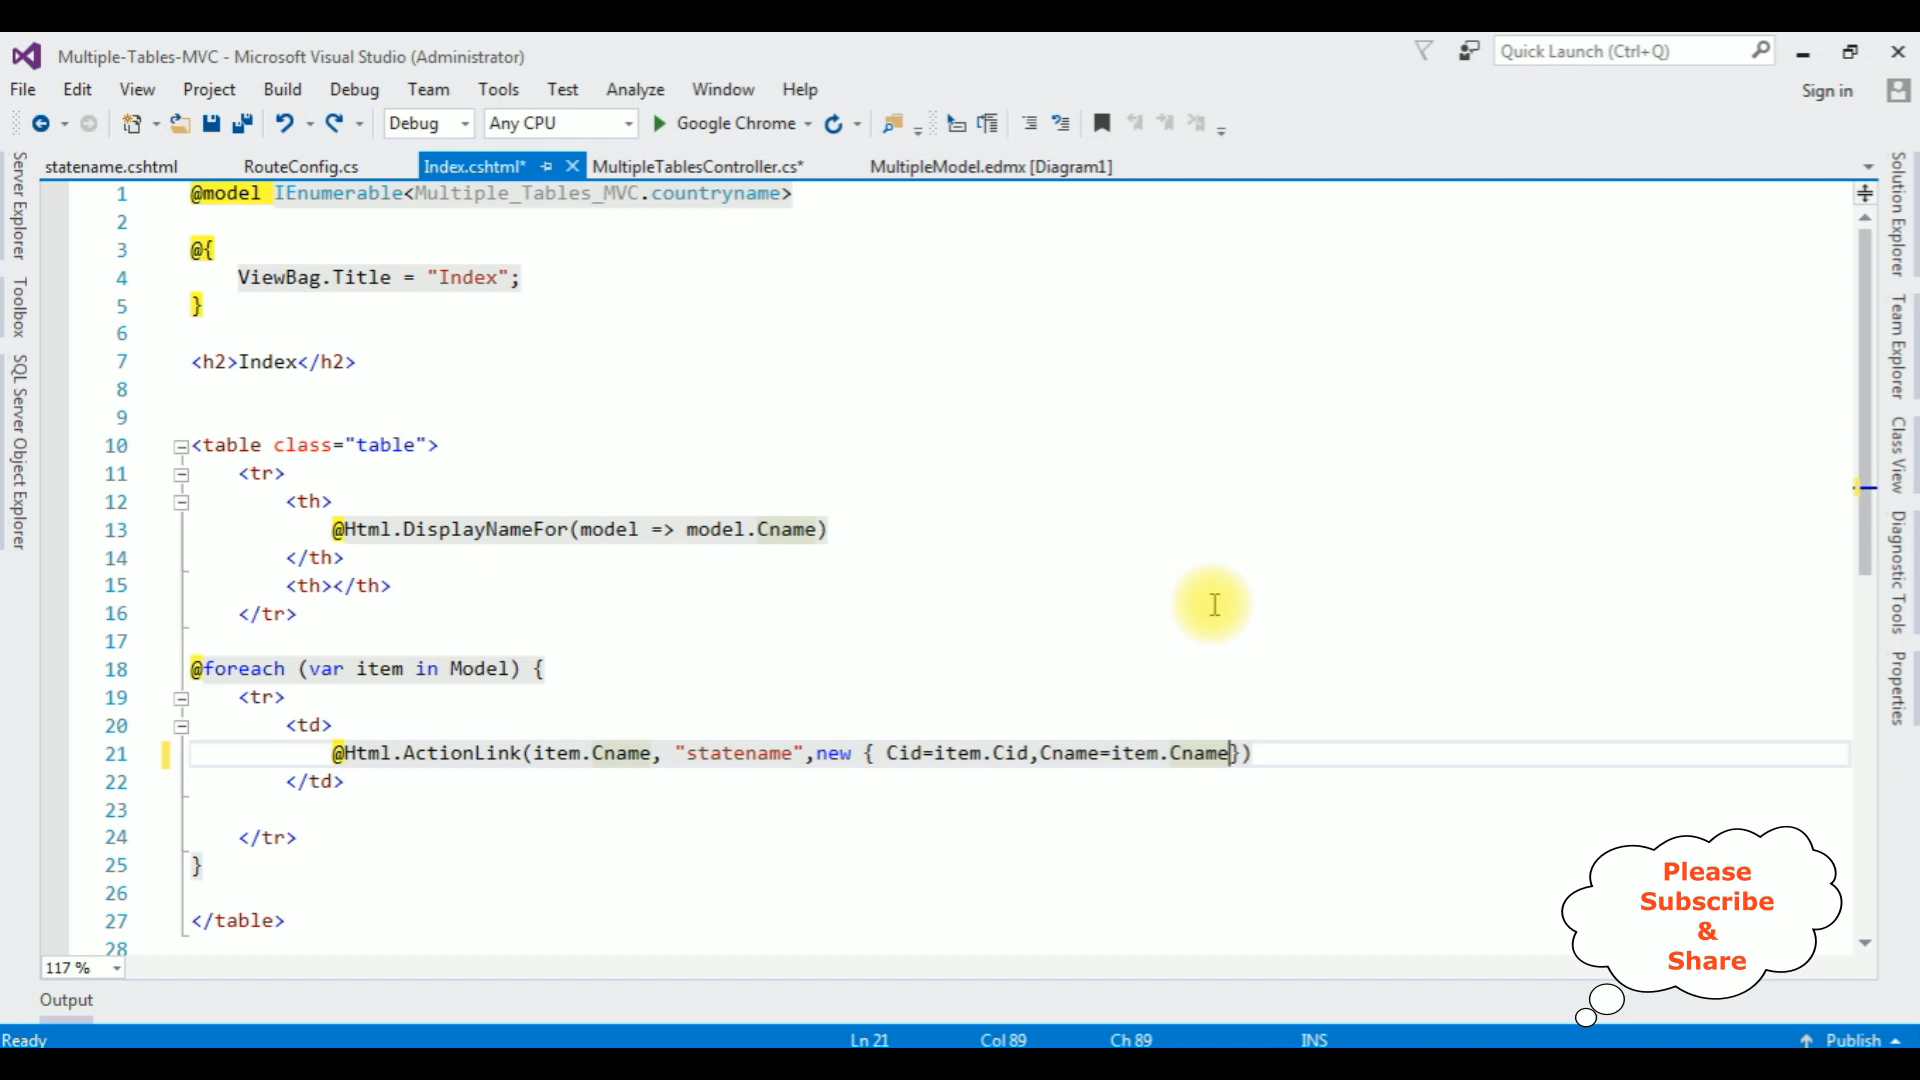 Multiple-Tables-MVC - Microsoft Visual Studio (Administrator)
Quick Launch (Ctrl+Q)
File Edit View Project Build Debug Team Tools Test Analyze Window Help
Sign in
Debug Any CPU Google Chrome
statename.cshtml RouteConfig.cs Index.cshtml* MultipleTablesController.cs* MultipleModel.edmx [Diagram1]
Server Explorer
Toolbox
SQL Server Object Explorer
1 @model IEnumerable<Multiple_Tables_MVC.countryname>
2
3 @{
4 ViewBag.Title = "Index";
5 }
6
7 <h2>Index</h2>
8
9
10 <table class="table">
11 <tr>
12 <th>
13 @Html.DisplayNameFor(model => model.Cname)
14 </th>
15 <th></th>
16 </tr>
17
18 @foreach (var item in Model) {
19 <tr>
20 <td>
21 @Html.ActionLink(item.Cname, "statename",new { Cid=item.Cid,Cname=item.Cname})
22 </td>
23
24 </tr>
25 }
26
27 </table>
28
Solution Explorer
Team Explorer
Class View
Diagnostic Tools
Properties
Please
Subscribe
&
Share
117 %
Output
Ready Ln 21 Col 89 Ch 89 INS Publish